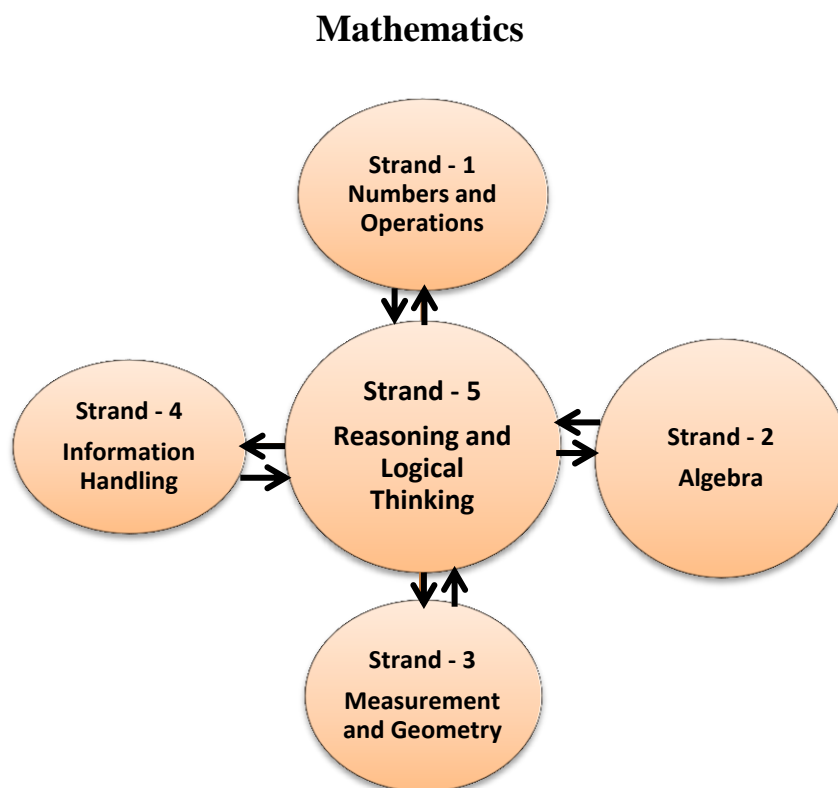 Mathematics
Strand - 1
Numbers and
Operations
Strand - 4
Information
Handling
Strand - 5
Reasoning and
Logical
Thinking
Strand - 2
Algebra
Strand - 3
Measurement
and Geometry